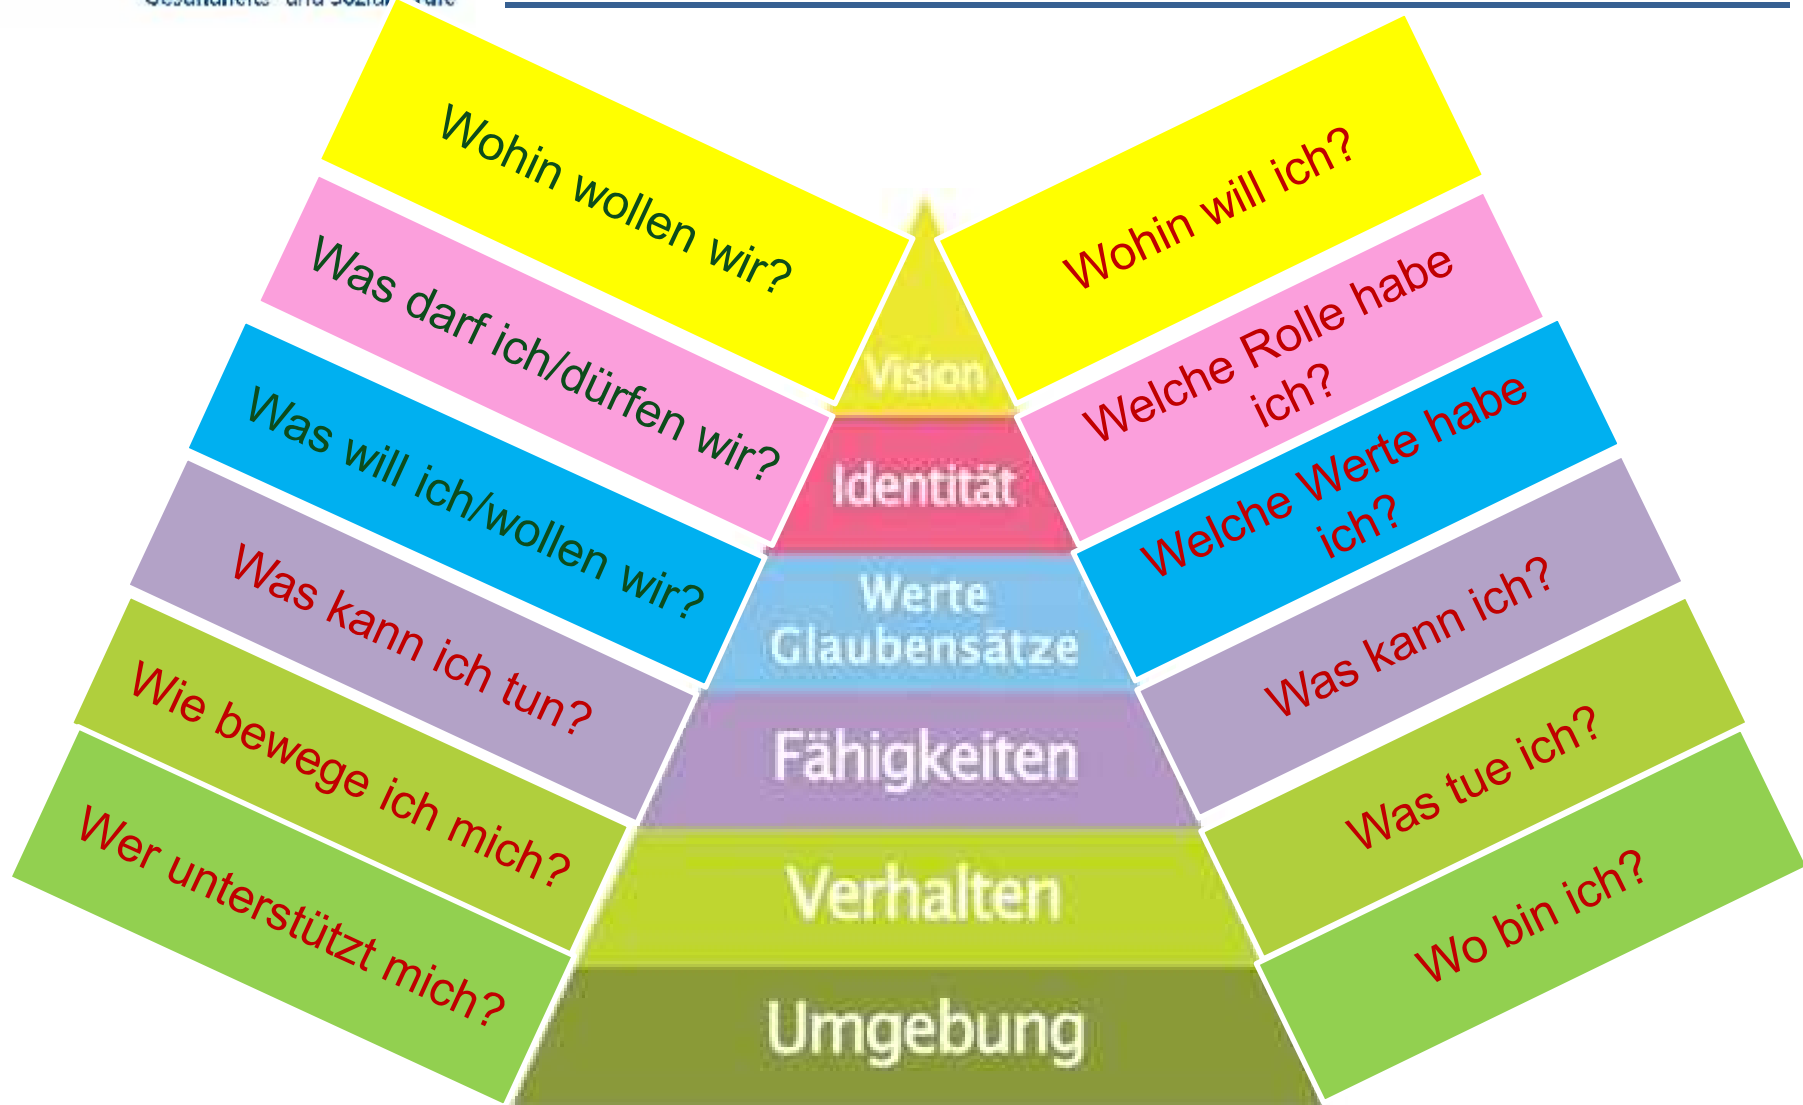 Wohin wollen wir?
Was darf ich/dürfen wir?
Was will ich/wollen wir?
Was kann ich tun?
Wie bewege ich mich?
Wer unterstützt mich?
Vision
Identität
Werte
Glaubensätze
Fähigkeiten
Verhalten
Umgebung
Wohin will ich?
Welche Rolle habe
ich?
Welche Werte habe
ich?
Was kann ich?
Was tue ich?
Wo bin ich?